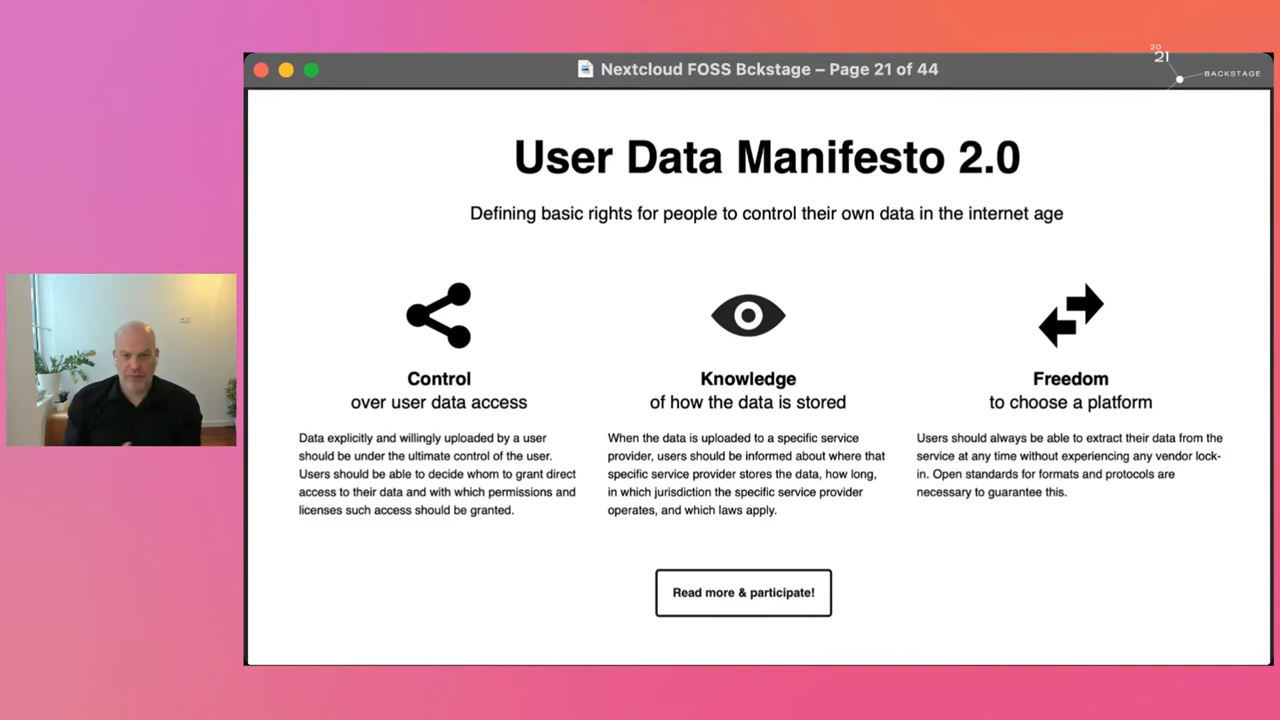 Nextcloud FOSS Bckstage – Page 21 of 44
20
21
BACKSTAGE
User Data Manifesto 2.0
Defining basic rights for people to control their own data in the internet age
Control
over user data access
Data explicitly and willingly uploaded by a user
should be under the ultimate control of the user.
Users should be able to decide whom to grant direct
access to their data and with which permissions and
licenses such access should be granted.
Knowledge
of how the data is stored
When the data is uploaded to a specific service
provider, users should be informed about where that
specific service provider stores the data, how long,
in which jurisdiction the specific service provider
operates, and which laws apply.
Freedom
to choose a platform
Users should always be able to extract their data from the
service at any time without experiencing any vendor lock-
in. Open standards for formats and protocols are
necessary to guarantee this.
Read more & participate!